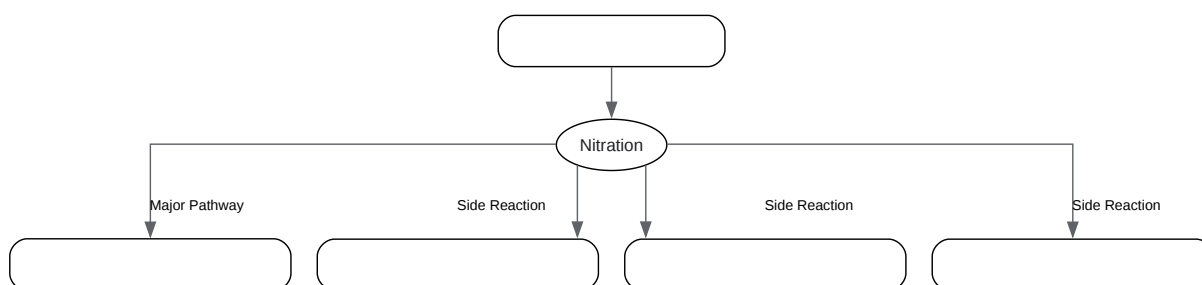 Nitration
Major Pathway
Side Reaction
Side Reaction
Side Reaction